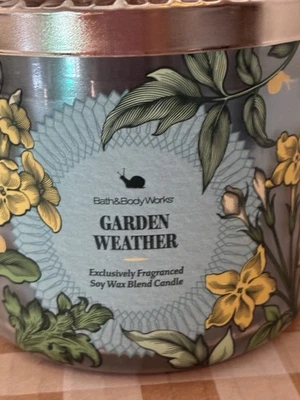 Bath&BodyWorks®
GARDEN
WEATHER
Exclusively Fragranced
Soy Wax Blend Candle